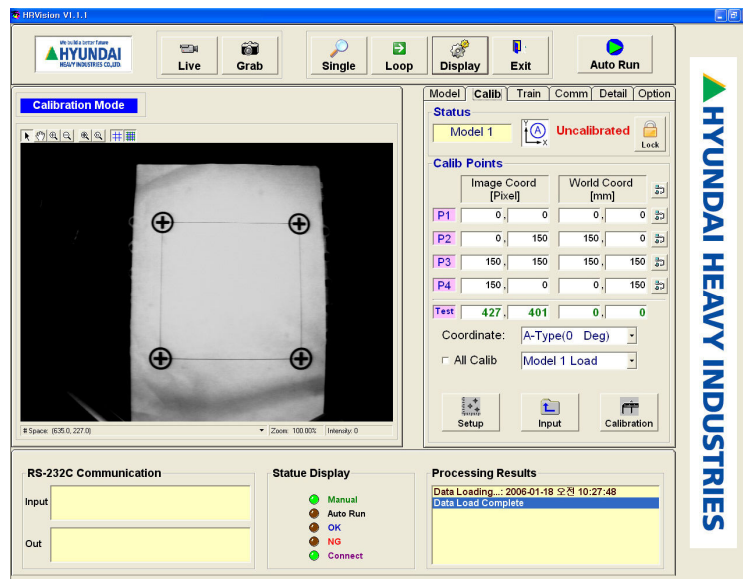 HRVision V1.1.1
We build a better future
HYUNDAI
HEAVY INDUSTRIES CO.,LTD.
Live
Grab
Single
Loop
Display
Exit
Auto Run
Calibration Mode
# Space: (635.0, 227.0)
Zoom: 100.00%
Intensity: 0
Model Calib Train Comm Detail Option
Status
Model 1
Y A X
Uncalibrated
Lock
Calib Points
Image Coord [Pixel]
World Coord [mm]
P1 0, 0 0, 0
P2 0, 150 150, 0
P3 150, 150 150, 150
P4 150, 0 0, 150
Test 427, 401 0, 0
Coordinate: A-Type(0 Deg)
All Calib Model 1 Load
Setup
Input
Calibration
RS-232C Communication
Input
Out
Statue Display
Manual
Auto Run
OK
NG
Connect
Processing Results
Data Loading...: 2006-01-18 오전 10:27:48
Data Load Complete
HYUNDAI HEAVY INDUSTRIES